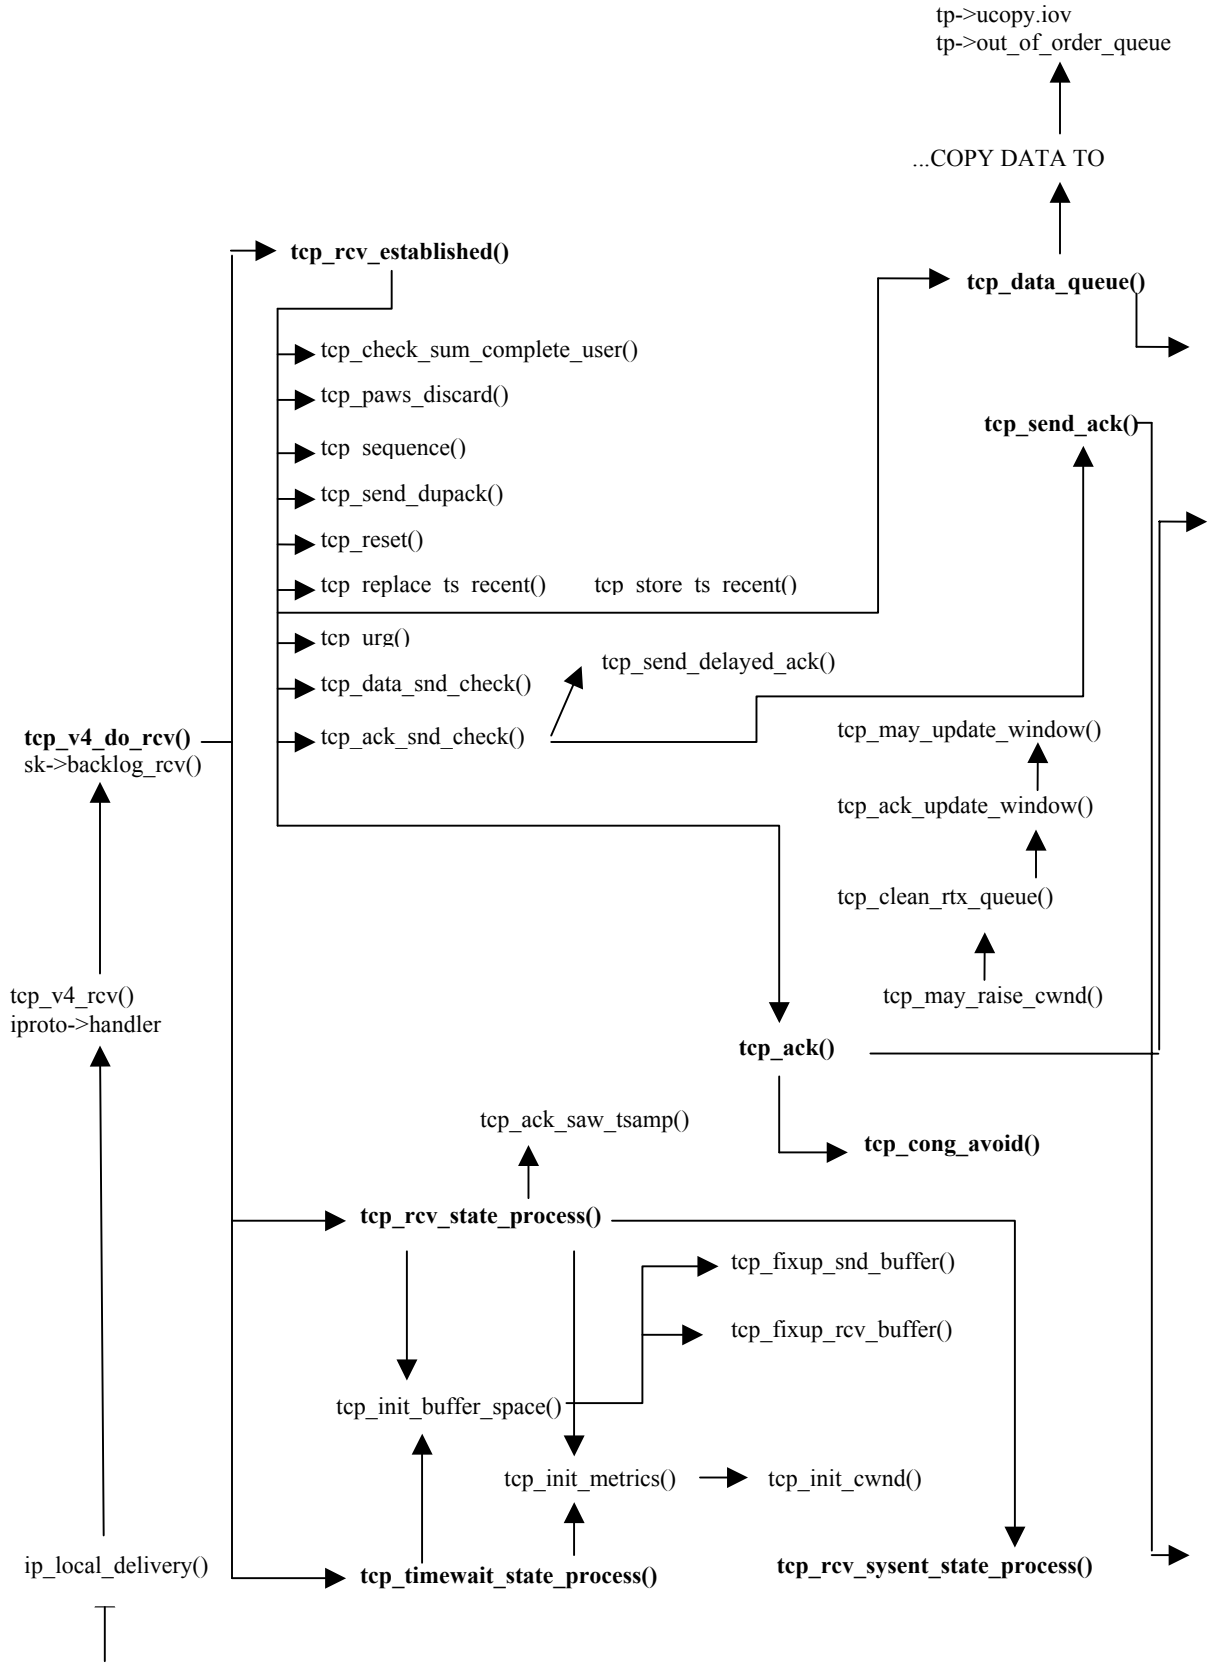 tp->ucopy.iov
tp->out_of_order_queue
...COPY DATA TO
tcp_rcv_established()
tcp_data_queue()
tcp_check_sum_complete_user()
tcp_paws_discard()
tcp_send_ack()
tcp_sequence()
tcp_send_dupack()
tcp_reset()
tcp_replace_ts_recent() tcp_store_ts_recent()
tcp_urg()
tcp_send_delayed_ack()
tcp_data_snd_check()
tcp_ack_snd_check()
tcp_may_update_window()
tcp_v4_do_rcv()
sk->backlog_rcv()
tcp_ack_update_window()
tcp_clean_rtx_queue()
tcp_v4_rcv()
iproto->handler
tcp_may_raise_cwnd()
tcp_ack()
tcp_ack_saw_tsamp()
tcp_cong_avoid()
tcp_rcv_state_process()
tcp_fixup_snd_buffer()
tcp_fixup_rcv_buffer()
tcp_init_buffer_space()
tcp_init_metrics()
tcp_init_cwnd()
ip_local_delivery()
tcp_timewait_state_process()
tcp_rcv_sysent_state_process()